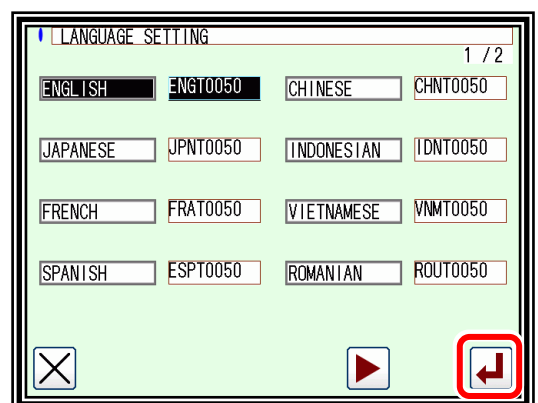 LANGUAGE SETTING
1 / 2
ENGLISH ENGT0050 CHINESE CHNT0050
JAPANESE JPNT0050 INDONESIAN IDNT0050
FRENCH FRAT0050 VIETNAMESE VNMT0050
SPANISH ESPT0050 ROMANIAN ROUT0050